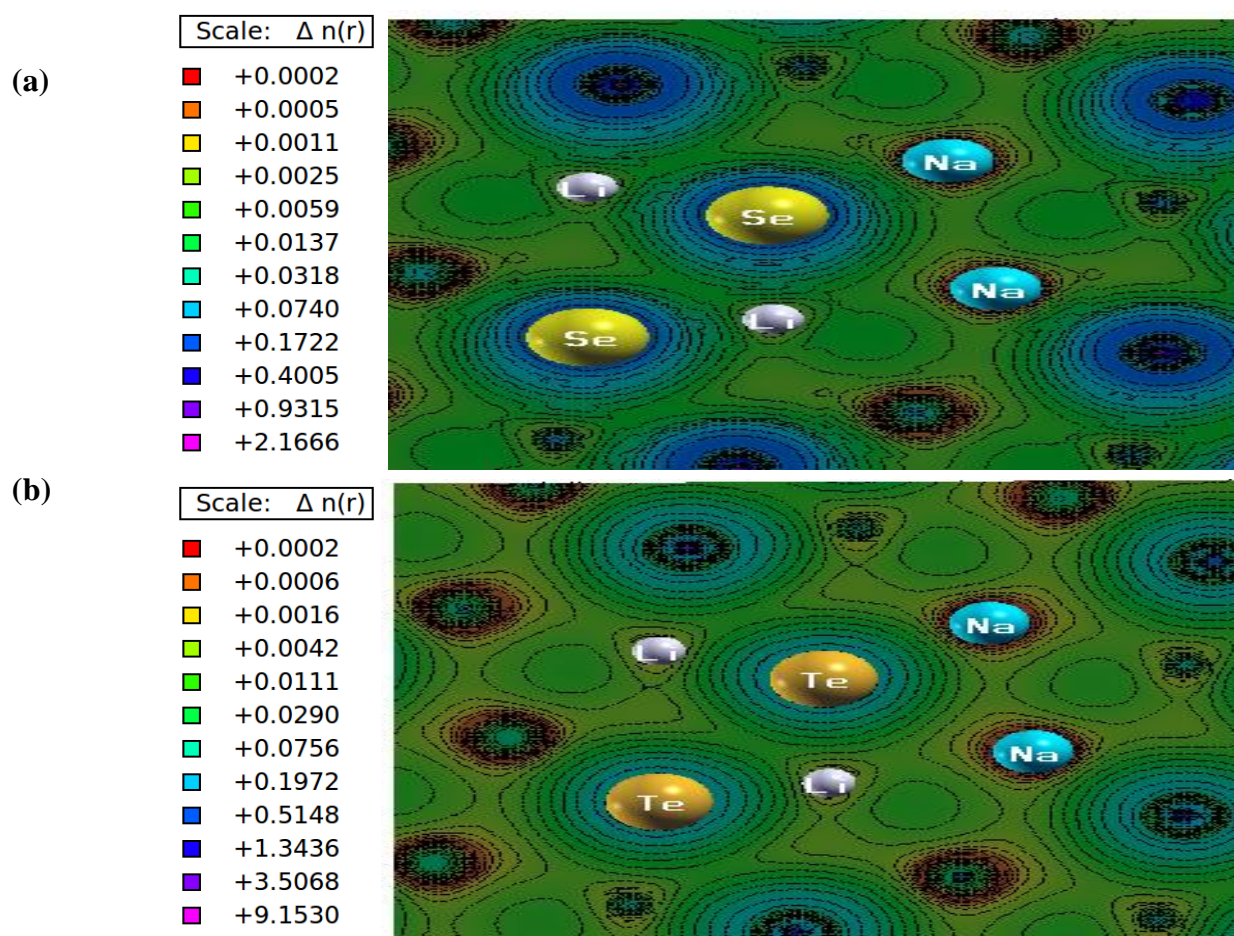 (a)
Scale: Δ n(r)
+0.0002
+0.0005
+0.0011
+0.0025
+0.0059
+0.0137
+0.0318
+0.0740
+0.1722
+0.4005
+0.9315
+2.1666
Na
Li
Se
Na
Li
Se
(b)
Scale: Δ n(r)
+0.0002
+0.0006
+0.0016
+0.0042
+0.0111
+0.0290
+0.0756
+0.1972
+0.5148
+1.3436
+3.5068
+9.1530
Na
Li
Te
Na
Li
Te